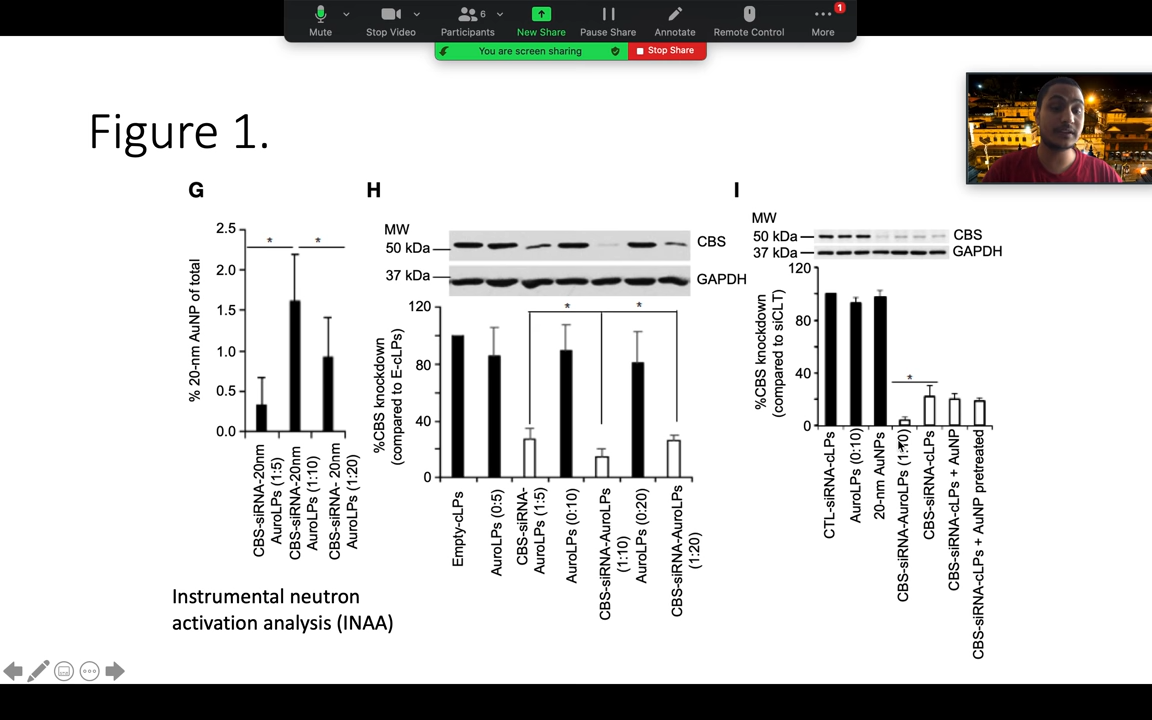 Mute
Stop Video
6
Participants
New Share
Pause Share
Annotate
Remote Control
1
More
You are screen sharing
Stop Share
Figure 1.
G
% 20-nm AuNP of total
2.5
2.0
1.5
1.0
0.5
0.0
*
*
CBS-siRNA-20nm
AuroLPs (1:5)
CBS-siRNA-20nm
AuroLPs (1:10)
CBS-siRNA- 20nm
AuroLPs (1:20)
Instrumental neutron
activation analysis (INAA)
H
MW
50 kDa
37 kDa
CBS
GAPDH
%CBS knockdown
(compared to E-cLPs)
120
80
40
0
*
*
Empty-cLPs
AuroLPs (0:5)
CBS-siRNA-
AuroLPs (1:5)
AuroLPs (0:10)
CBS-siRNA-AuroLPs
(1:10)
AuroLPs (0:20)
CBS-siRNA-AuroLPs
(1:20)
I
MW
50 kDa
37 kDa
CBS
GAPDH
%CBS knockdown
(compared to siCLT)
120
80
40
0
*
CTL-siRNA-cLPs
AuroLPs (0:10)
20-nm AuNPs
CBS-siRNA-AuroLPs (1:10)
CBS-siRNA-cLPs
CBS-siRNA-cLPs + AuNP
CBS-siRNA-cLPs + AuNP pretreated